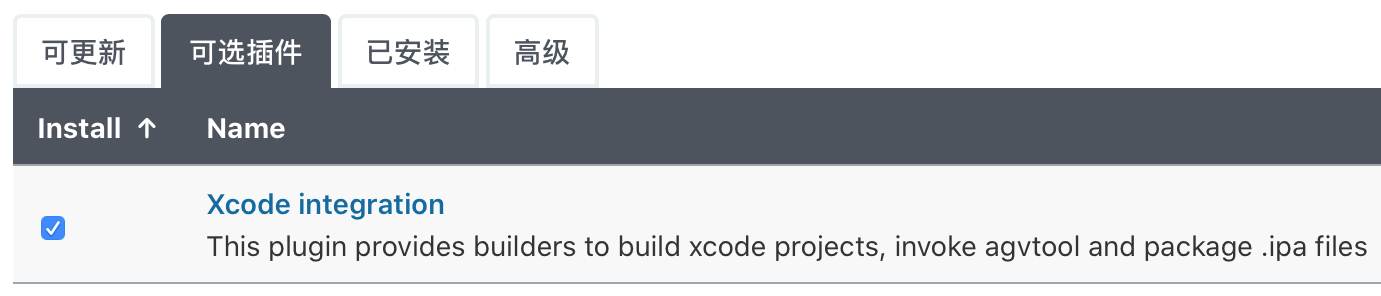 可更新 可选插件 已安装 高级
Install ↑ Name
Xcode integration
This plugin provides builders to build xcode projects, invoke agvtool and package .ipa files